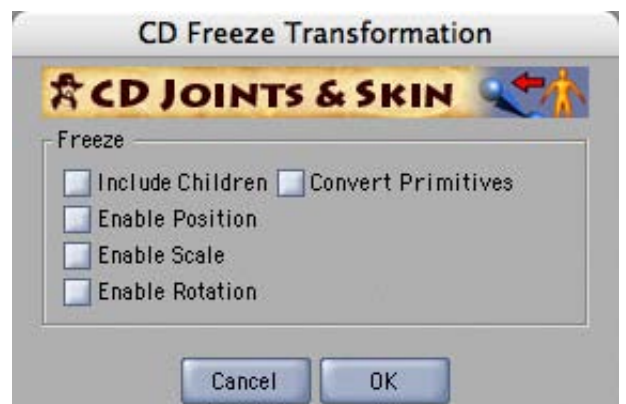 CD Freeze Transformation
CD JOINTS & SKIN
Freeze
Include Children Convert Primitives
Enable Position
Enable Scale
Enable Rotation
Cancel OK